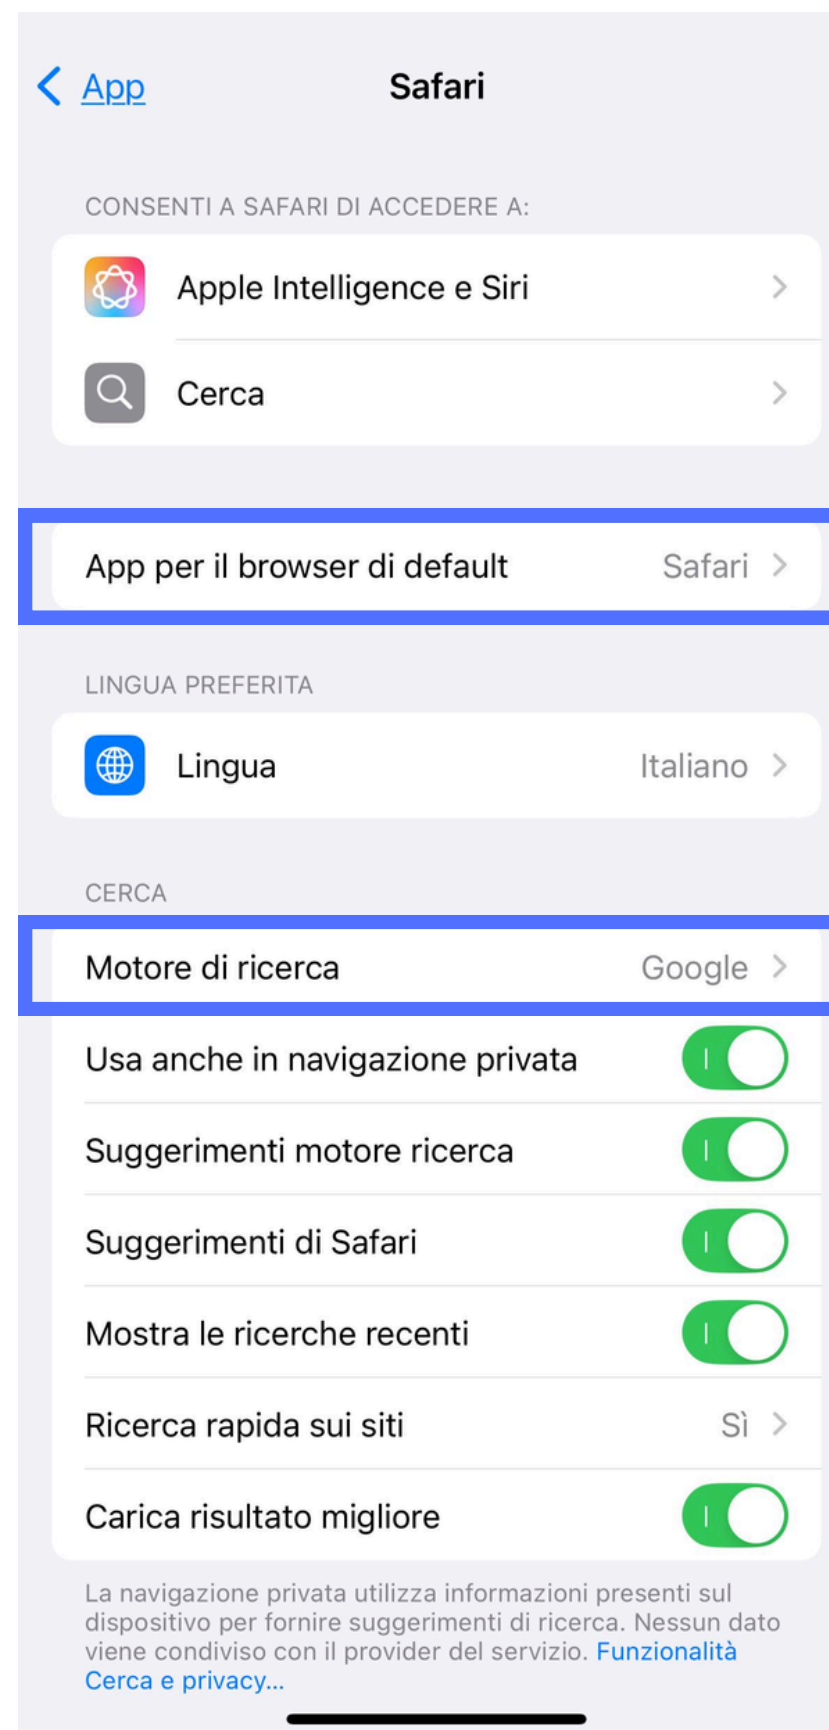 App
Safari
CONSENTI A SAFARI DI ACCEDERE A:
Apple Intelligence e Siri
Cerca
App per il browser di default Safari
LINGUA PREFERITA
Lingua Italiano
CERCA
Motore di ricerca Google
Usa anche in navigazione privata
Suggerimenti motore ricerca
Suggerimenti di Safari
Mostra le ricerche recenti
Ricerca rapida sui siti Sì
Carica risultato migliore
La navigazione privata utilizza informazioni presenti sul
dispositivo per fornire suggerimenti di ricerca. Nessun dato
viene condiviso con il provider del servizio. Funzionalità
Cerca e privacy...